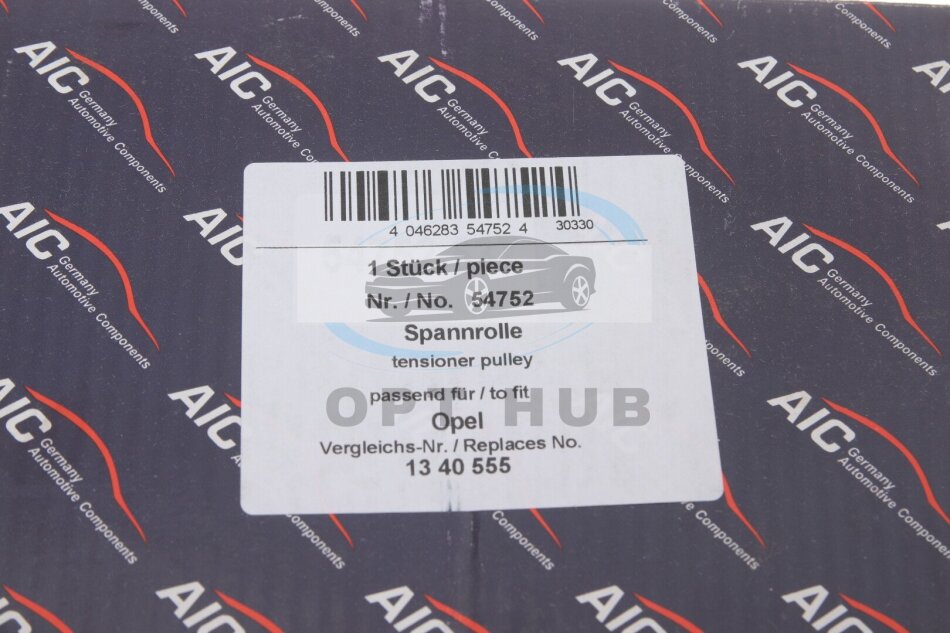 AIC Germany Automotive Components
4 046283 54752 4 30330
1 Stück / piece
Nr. / No. 54752
Spannrolle
tensioner pulley
passend für / to fit
OPT HUB
Opel
Vergleichs-Nr. / Replaces No.
13 40 555